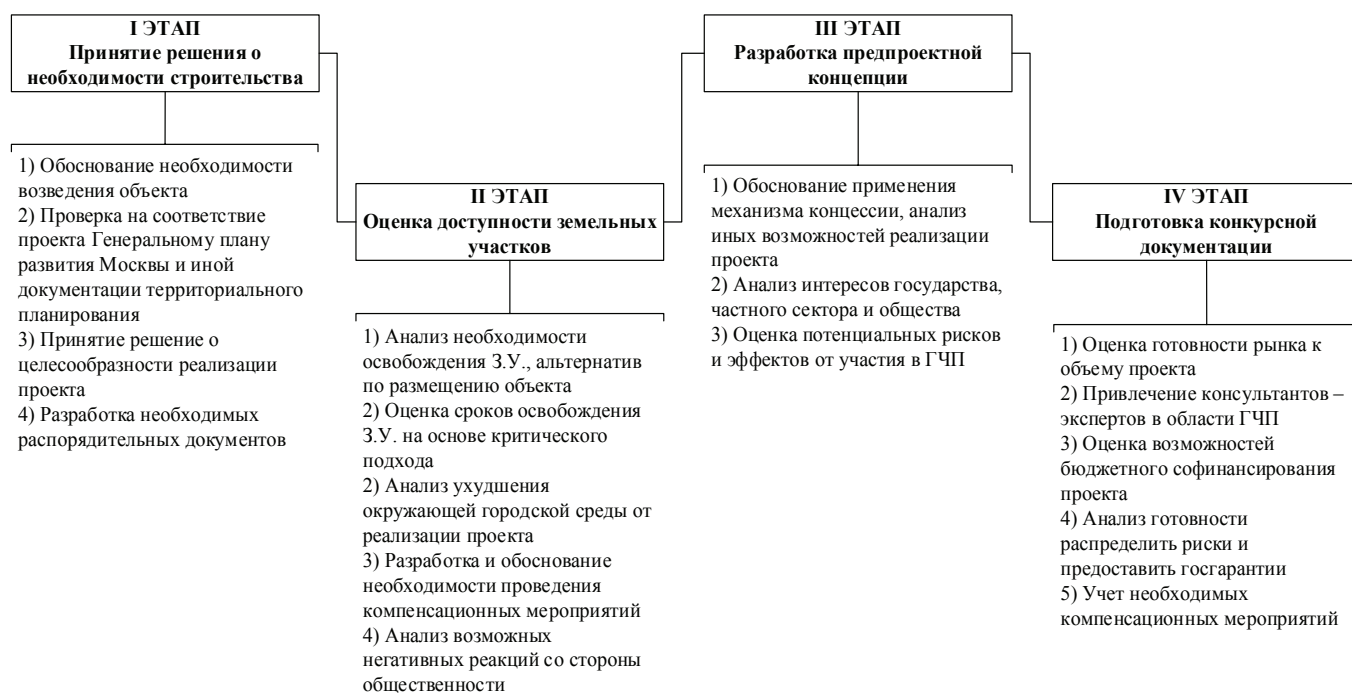 I ЭТАП
Принятие решения о
необходимости строительства
1) Обоснование необходимости
возведения объекта
2) Проверка на соответствие
проекта Генеральному плану
развития Москвы и иной
документации территориального
планирования
3) Принятие решение о
целесообразности реализации
проекта
4) Разработка необходимых
распорядительных документов
II ЭТАП
Оценка доступности земельных
участков
1) Анализ необходимости
освобождения З.У., альтернатив
по размещению объекта
2) Оценка сроков освобождения
З.У. на основе критического
подхода
2) Анализ ухудшения
окружающей городской среды от
реализации проекта
3) Разработка и обоснование
необходимости проведения
компенсационных мероприятий
4) Анализ возможных
негативных реакций со стороны
общественности
III ЭТАП
Разработка предпроектной
концепции
1) Обоснование применения
механизма концессии, анализ
иных возможностей реализации
проекта
2) Анализ интересов государства,
частного сектора и общества
3) Оценка потенциальных рисков
и эффектов от участия в ГЧП
IV ЭТАП
Подготовка конкурсной
документации
1) Оценка готовности рынка к
объему проекта
2) Привлечение консультантов –
экспертов в области ГЧП
3) Оценка возможностей
бюджетного софинансирования
проекта
4) Анализ готовности
распределить риски и
предоставить госгарантии
5) Учет необходимых
компенсационных мероприятий